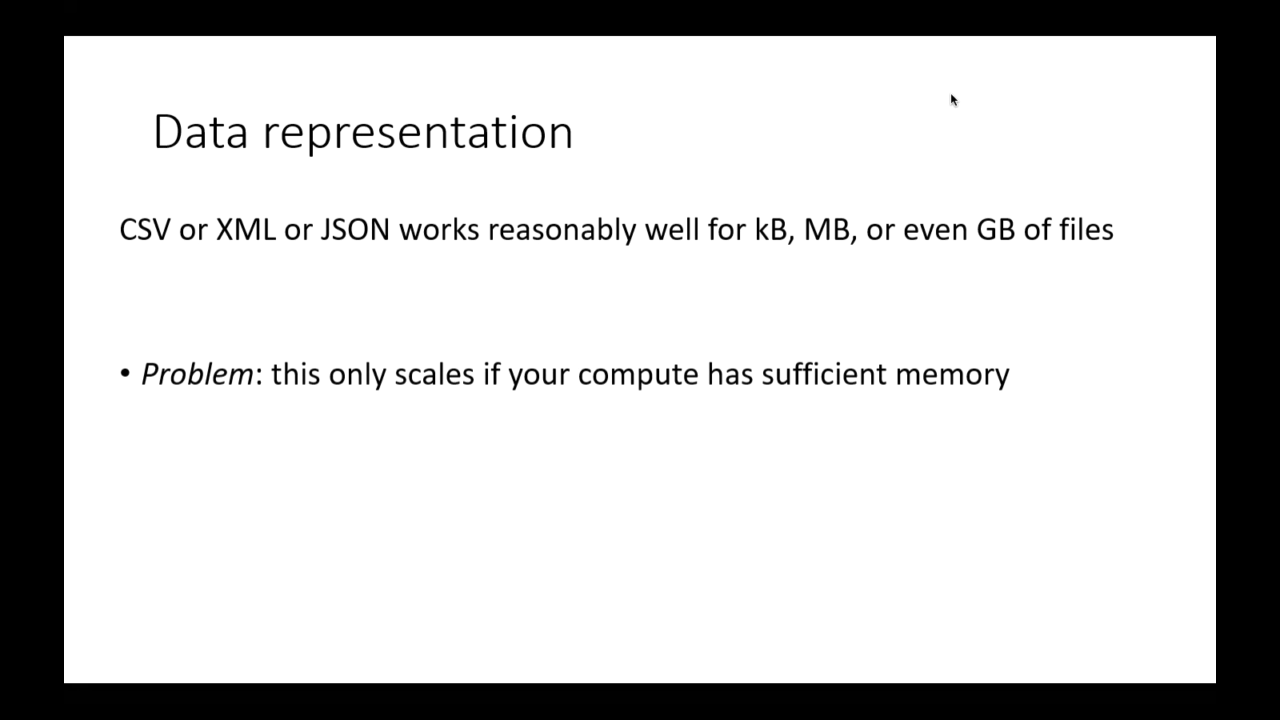 Data representation
CSV or XML or JSON works reasonably well for kB, MB, or even GB of files
• Problem: this only scales if your compute has sufficient memory